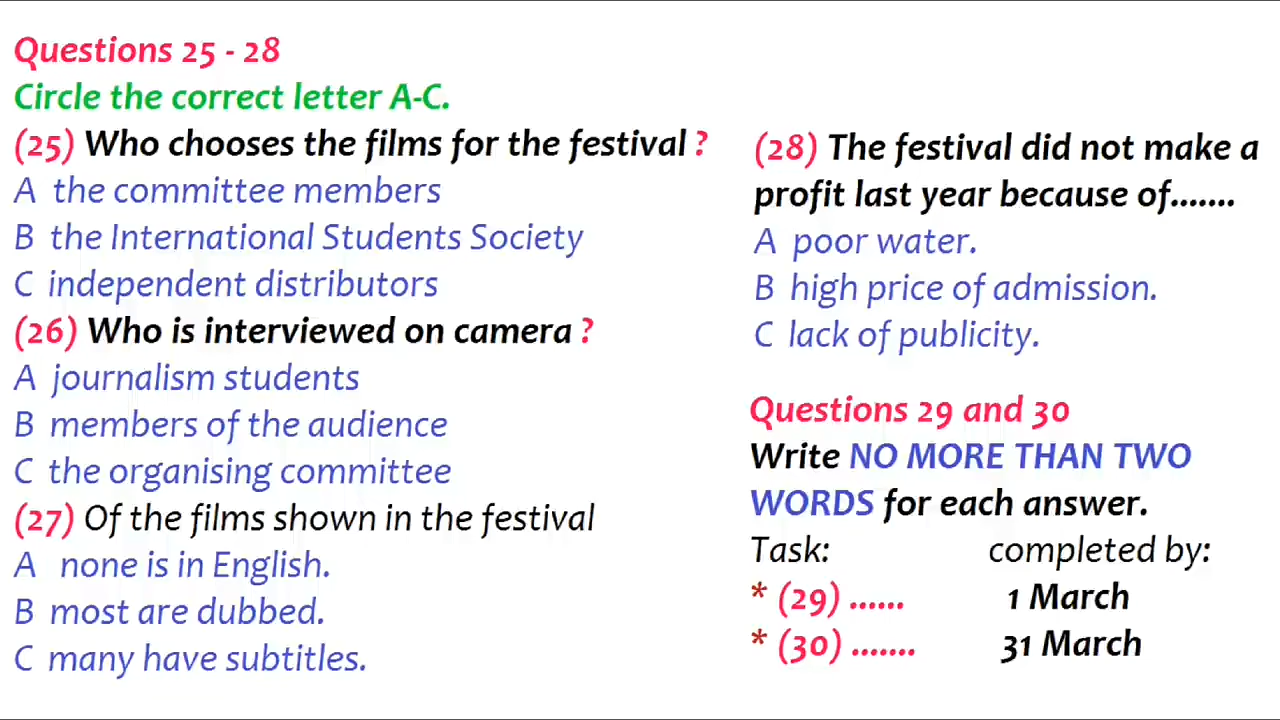 Questions 25 - 28
Circle the correct letter A-C.
(25) Who chooses the films for the festival ?
A the committee members
B the International Students Society
C independent distributors
(26) Who is interviewed on camera ?
A journalism students
B members of the audience
C the organising committee
(27) Of the films shown in the festival
A none is in English.
B most are dubbed.
C many have subtitles.
(28) The festival did not make a
profit last year because of.......
A poor water.
B high price of admission.
C lack of publicity.
Questions 29 and 30
Write NO MORE THAN TWO
WORDS for each answer.
Task: completed by:
* (29) ...... 1 March
* (30) ....... 31 March